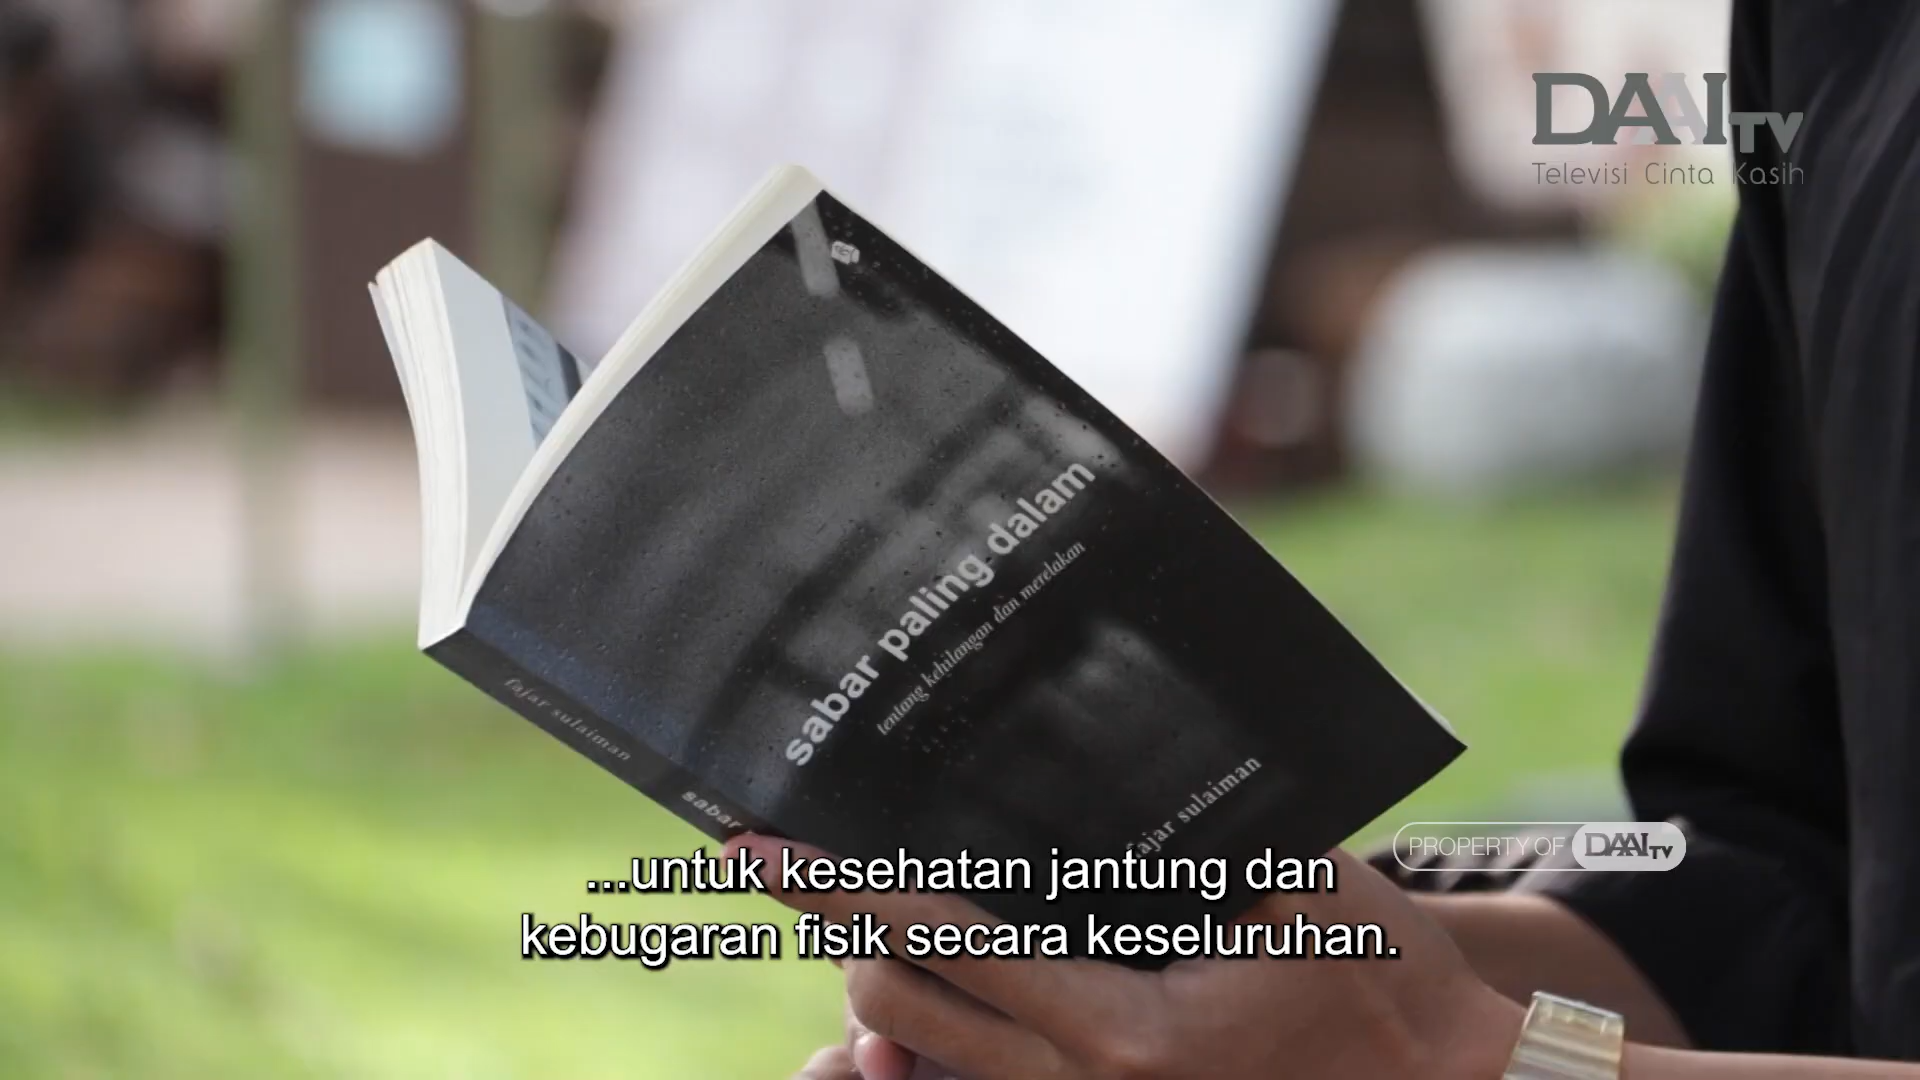 DAAI TV
Televisi Cinta Kasih
sabar paling dalam
tentang kehilangan dan merelakan
fajar sulaiman
fajar sulaiman
sabar
PROPERTY OF DAAI TV
...untuk kesehatan jantung dan
kebugaran fisik secara keseluruhan.